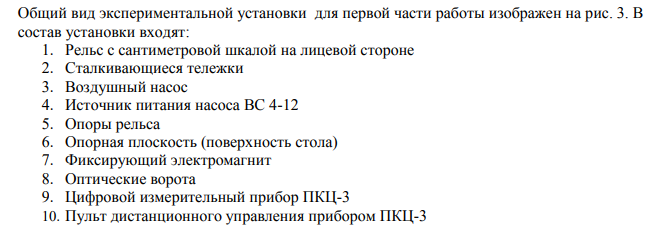 Общий вид экспериментальной установки для первой части работы изображен на рис. 3. В
состав установки входят:
1. Рельс с сантиметровой шкалой на лицевой стороне
2. Сталкивающиеся тележки
3. Воздушный насос
4. Источник питания насоса ВС 4-12
5. Опоры рельса
6. Опорная плоскость (поверхность стола)
7. Фиксирующий электромагнит
8. Оптические ворота
9. Цифровой измерительный прибор ПКЦ-3
10. Пульт дистанционного управления прибором ПКЦ-3